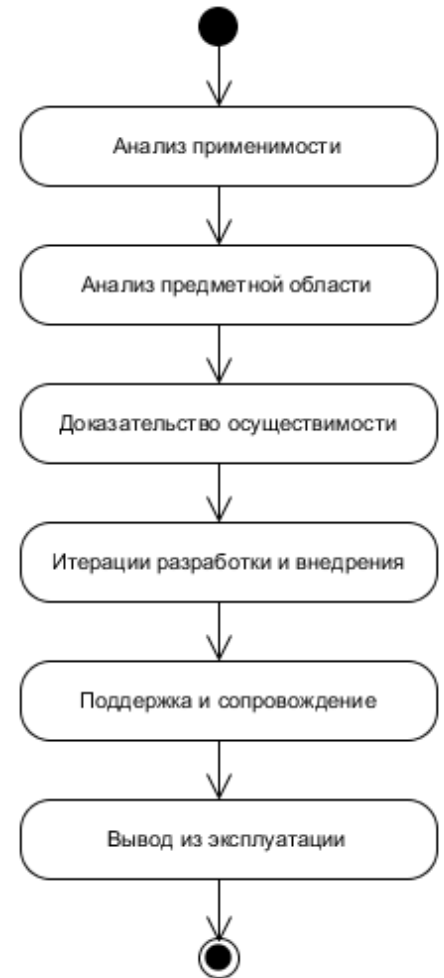 Анализ применимости
Анализ предметной области
Доказательство осуществимости
Итерации разработки и внедрения
Поддержка и сопровождение
Вывод из эксплуатации